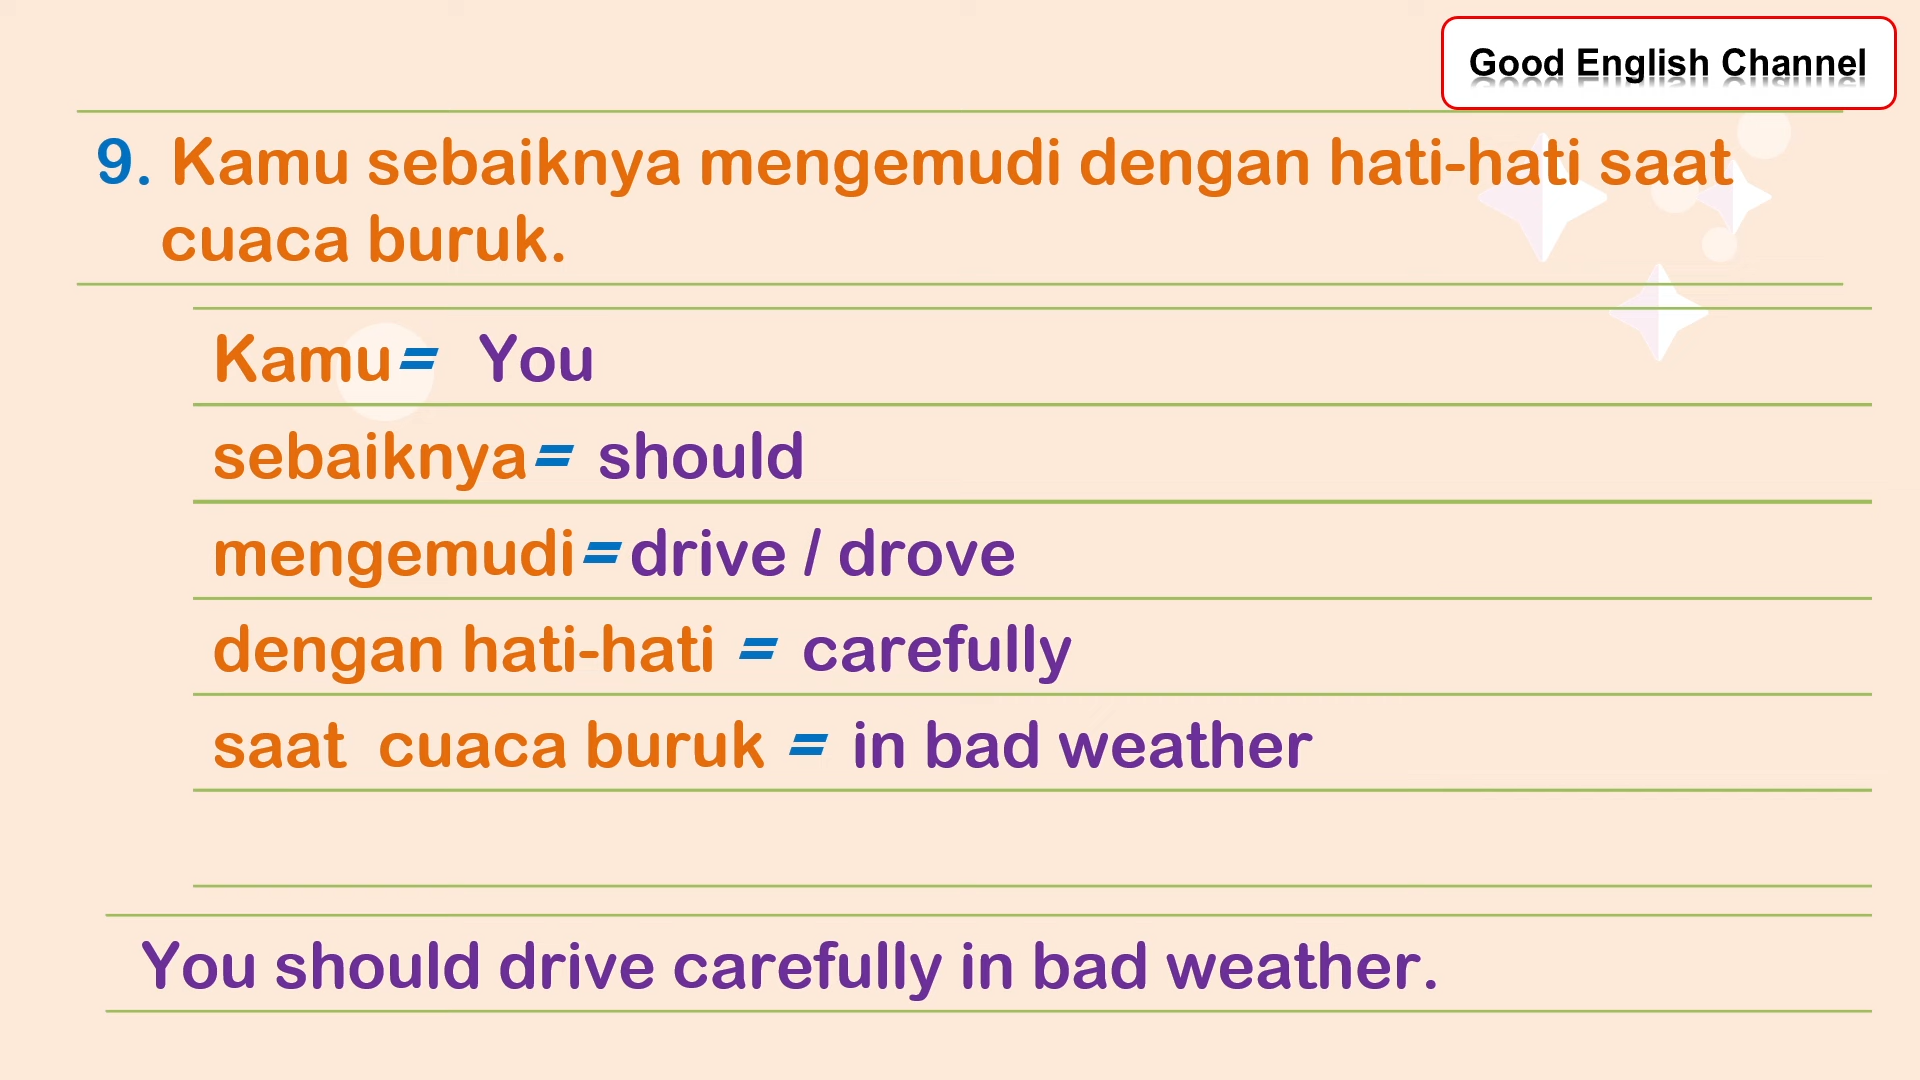 Good English Channel
9. Kamu sebaiknya mengemudi dengan hati-hati saat
cuaca buruk.
Kamu = You
sebaiknya = should
mengemudi = drive / drove
dengan hati-hati = carefully
saat cuaca buruk = in bad weather
You should drive carefully in bad weather.